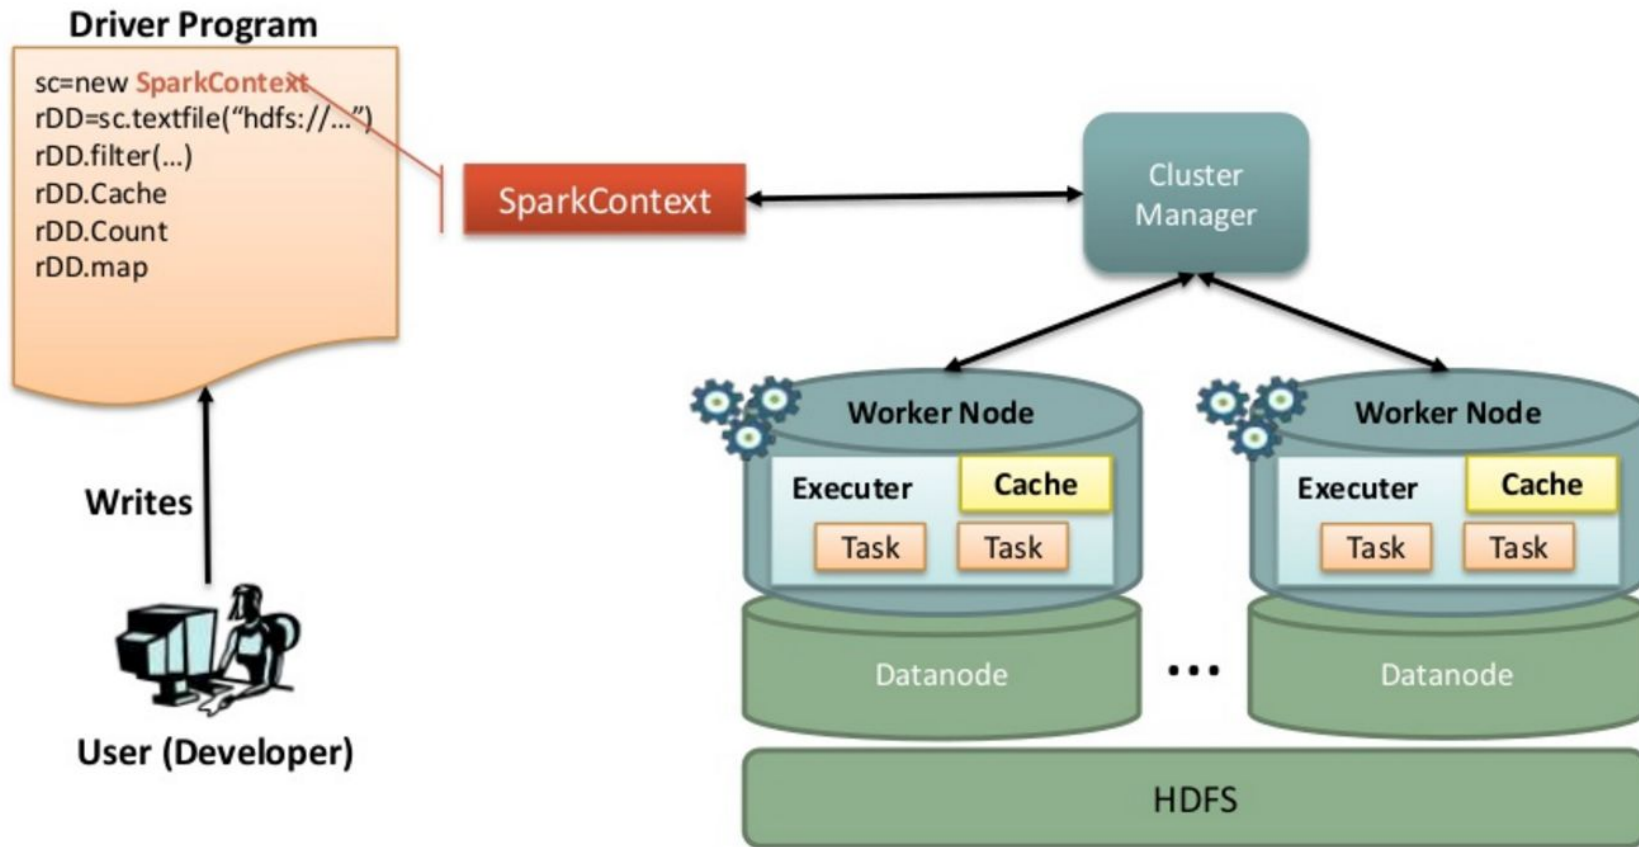 Driver Program
sc=new SparkContext
rDD=sc.textfile(“hdfs://...”)
rDD.filter(...)
rDD.Cache
rDD.Count
rDD.map
SparkContext
Cluster
Manager
Writes
User (Developer)
Worker Node
Executer
Cache
Task
Task
Datanode
...
Worker Node
Executer
Cache
Task
Task
Datanode
HDFS